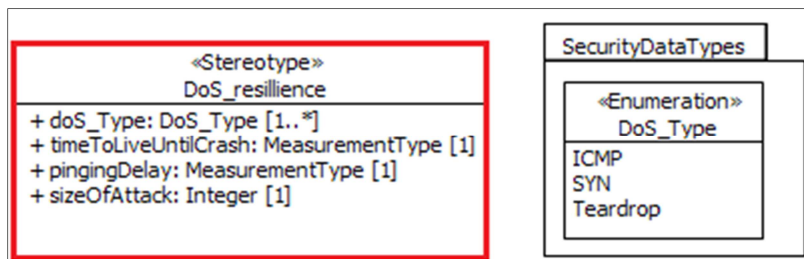 «Stereotype»
DoS_resillience
+ doS_Type: DoS_Type [1..*]
+ timeToLiveUntilCrash: MeasurementType [1]
+ pingingDelay: MeasurementType [1]
+ sizeOfAttack: Integer [1]
SecurityDataTypes
«Enumeration»
DoS_Type
ICMP
SYN
Teardrop